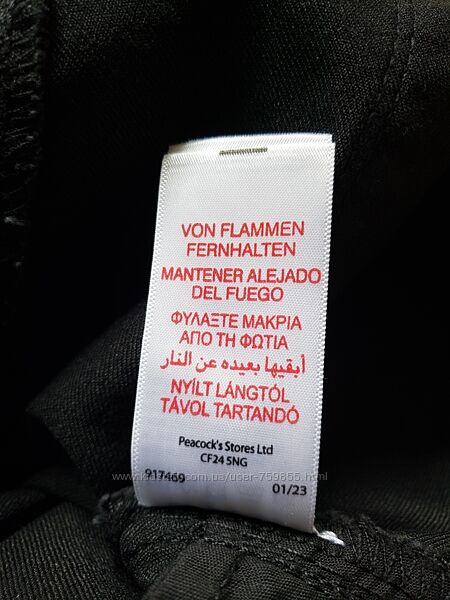 VON FLAMMEN
FERNHALTEN
MANTENER ALEJADO
DEL FUEGO
ΦΥΛΑΞΤΕ ΜΑΚΡΙΑ
ΑΠΟ ΤΗ ΦΩΤΙΑ
أبقيها بعيده عن النار
NYÍLT LÁNGTÓL
TÁVOL TARTANDÓ
Peacock's Stores Ltd
CF24 5NG
917469
01/23